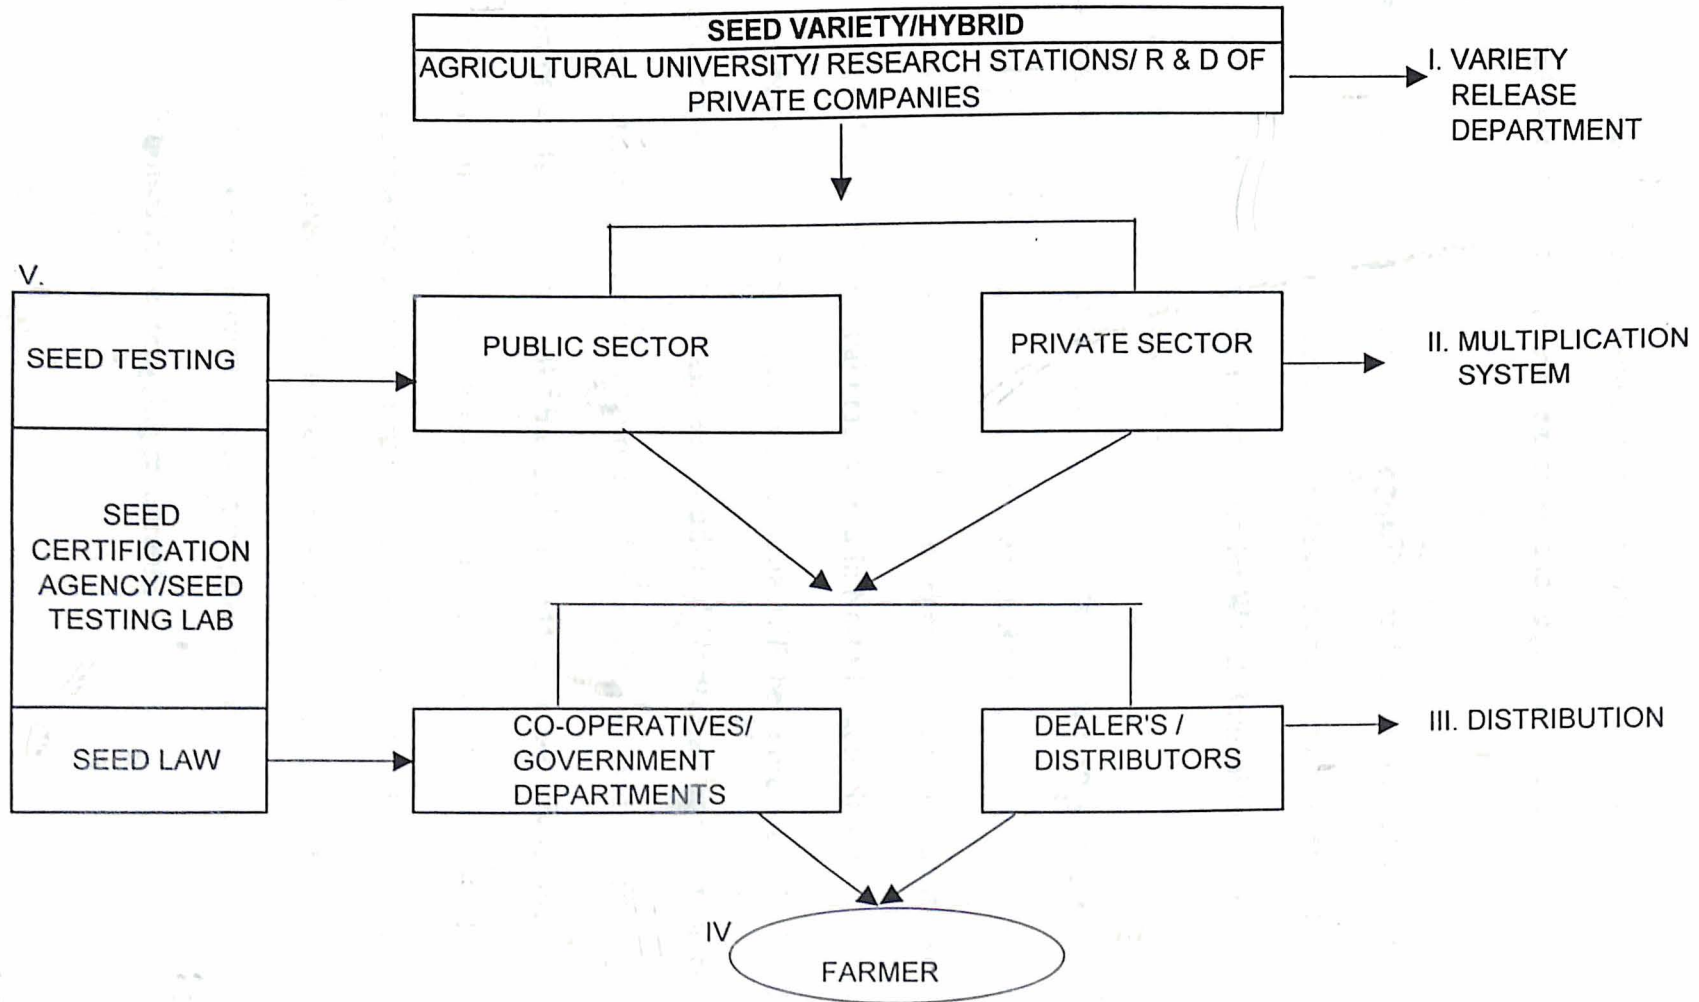 SEED VARIETY/HYBRID
AGRICULTURAL UNIVERSITY/ RESEARCH STATIONS/ R & D OF
PRIVATE COMPANIES
I. VARIETY
RELEASE
DEPARTMENT
V.
SEED TESTING
PUBLIC SECTOR
PRIVATE SECTOR
II. MULTIPLICATION
SYSTEM
SEED
CERTIFICATION
AGENCY/SEED
TESTING LAB
SEED LAW
CO-OPERATIVES/
GOVERNMENT
DEPARTMENTS
DEALER'S /
DISTRIBUTORS
III. DISTRIBUTION
IV
FARMER